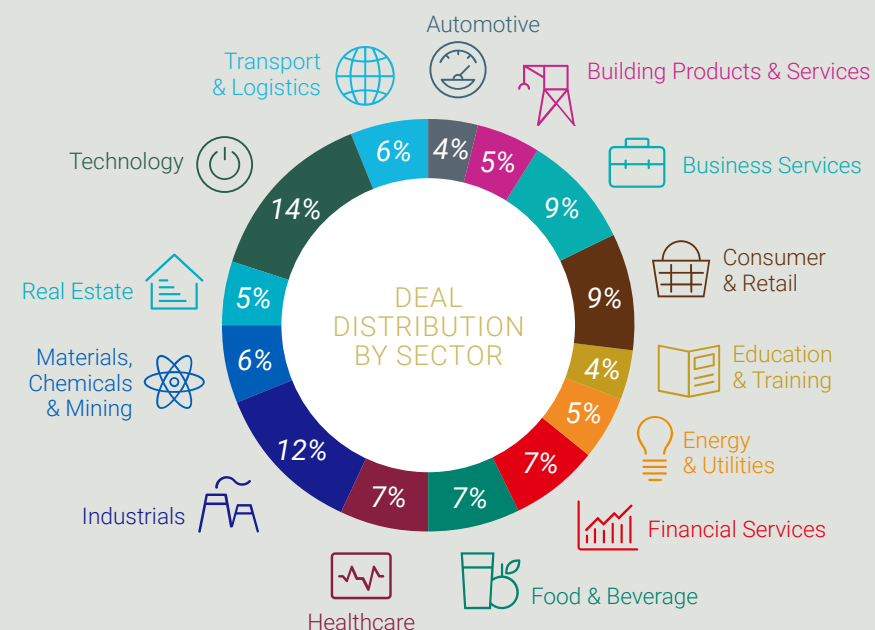 Automotive
Transport
& Logistics
Building Products & Services
Technology
Business Services
Real Estate
Consumer
& Retail
Materials,
Chemicals
& Mining
Education
& Training
Energy
& Utilities
Industrials
Financial Services
Food & Beverage
Healthcare
DEAL
DISTRIBUTION
BY SECTOR
4%
5%
9%
9%
4%
5%
7%
7%
7%
12%
6%
5%
14%
6%